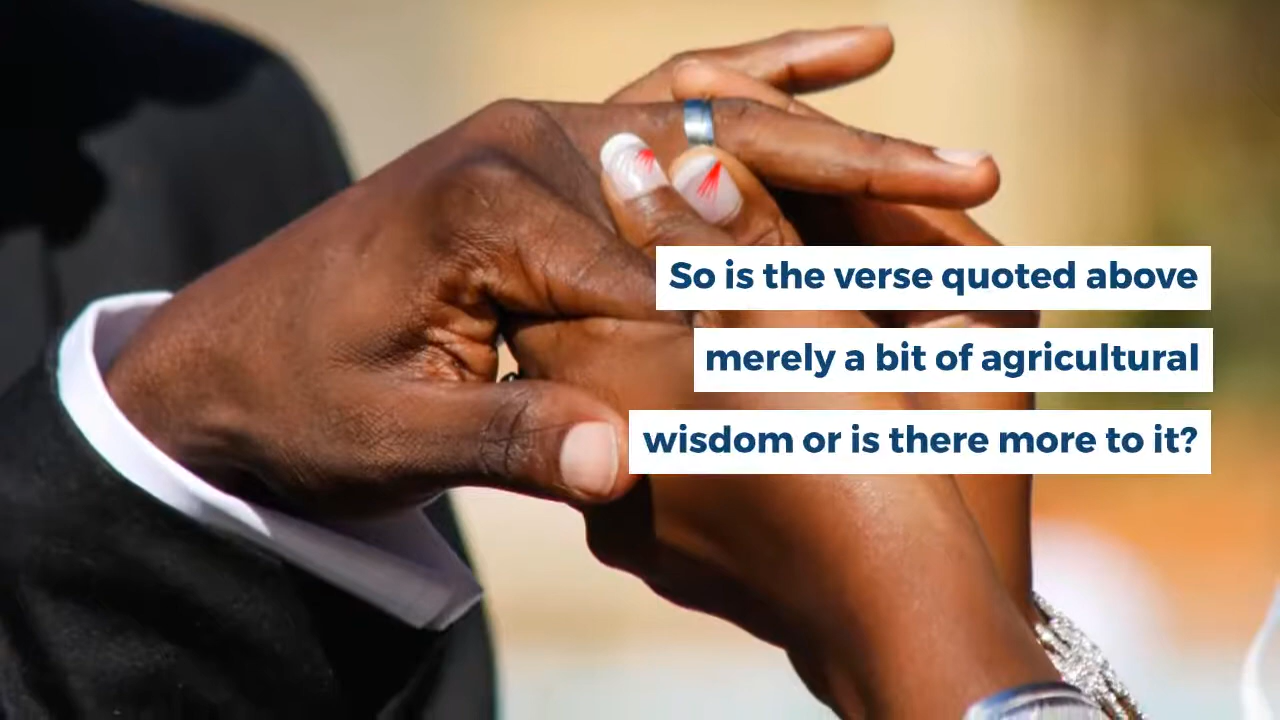 So is the verse quoted above
merely a bit of agricultural
wisdom or is there more to it?